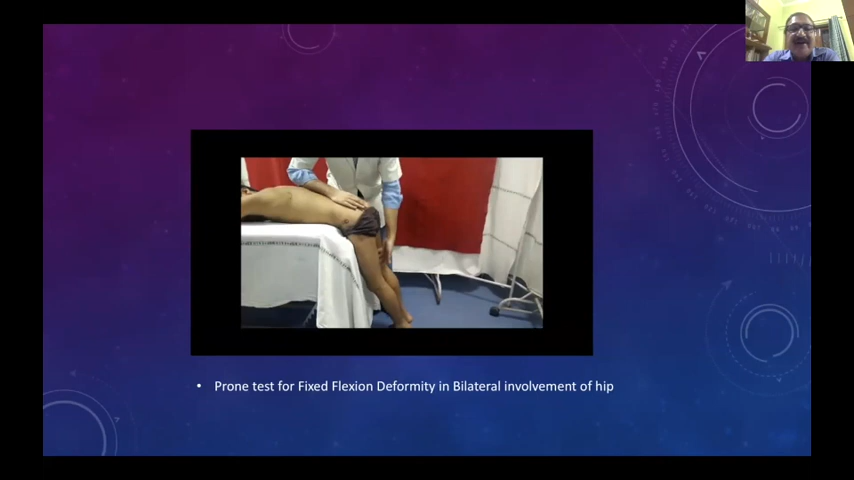 • Prone test for Fixed Flexion Deformity in Bilateral involvement of hip